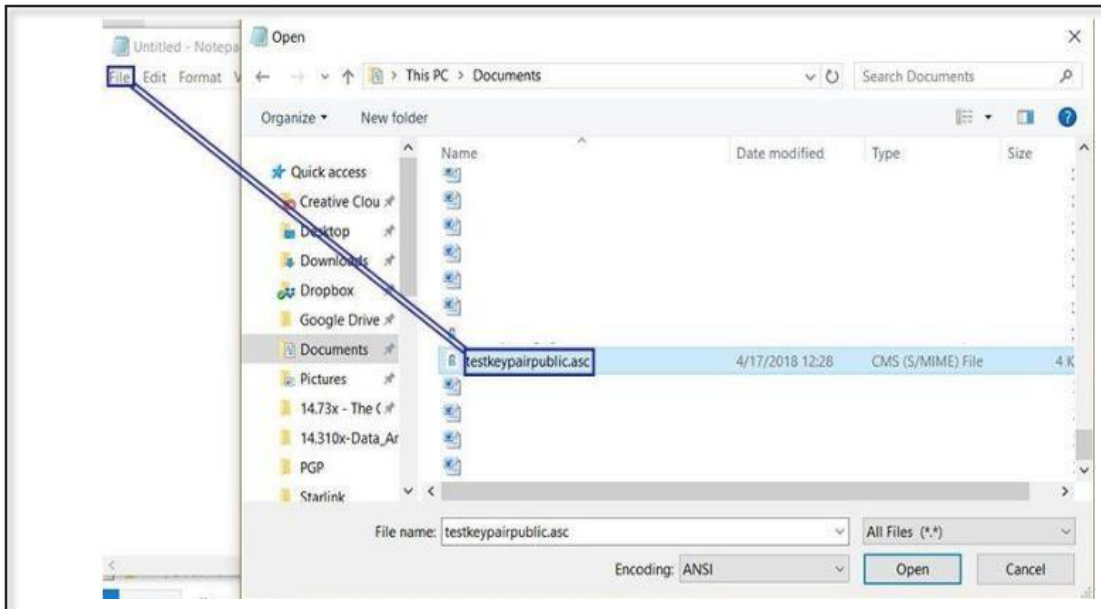 Untitled - Notepa
Open
File Edit Format V
This PC > Documents
Search Documents
Organize
New folder
Name
Date modified
Type
Size
Quick access
Creative Clou
Desktop
Downloads
Dropbox
Google Drive
Documents
testkeypairpublic.asc
4/17/2018 12:28
CMS (S/MIME) File
4 K
Pictures
14.73x - The (
14.310x-Data_Ar
PGP
Starlink
File name: testkeypairpublic.asc
All Files (*.*)
Encoding: ANSI
Open
Cancel